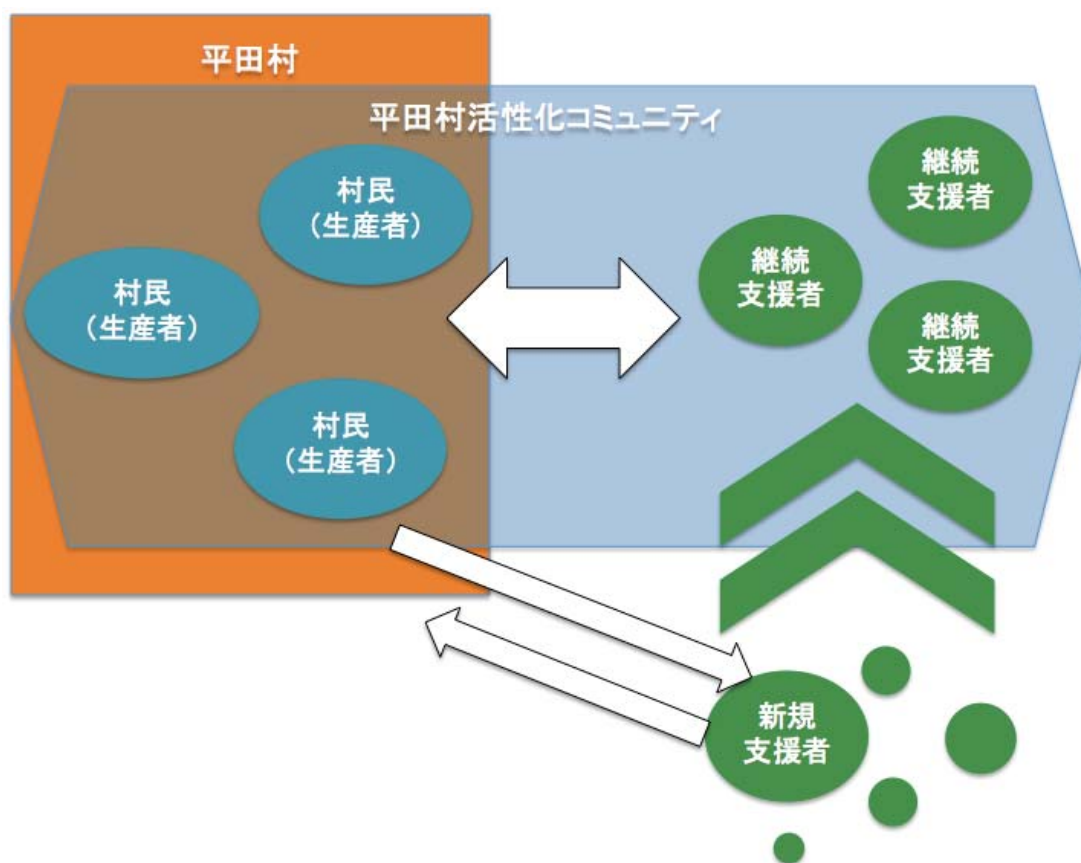 平田村
平田村活性化コミュニティ
村民
（生産者）
村民
（生産者）
村民
（生産者）
継続
支援者
継続
支援者
継続
支援者
新規
支援者